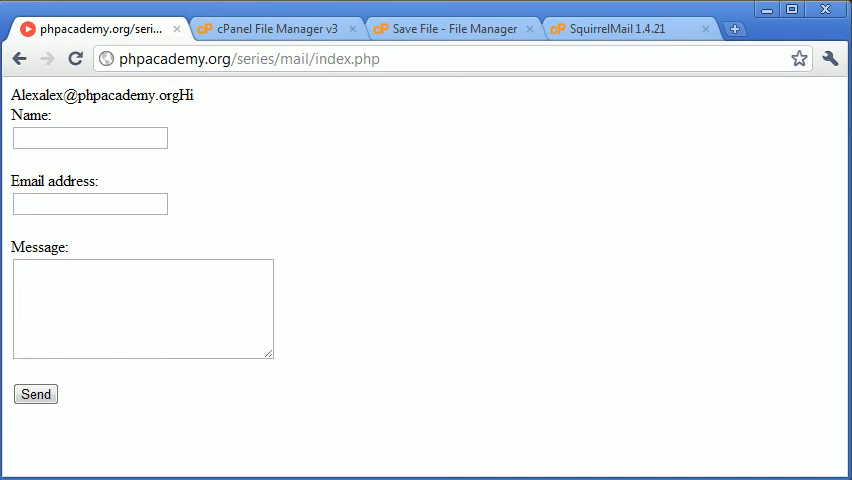 phpacademy.org/seri...
cPanel File Manager v3
Save File - File Manager
SquirrelMail 1.4.21
phpacademy.org/series/mail/index.php
Alexalex@phpacademy.orgHi
Name:
Email address:
Message:
Send